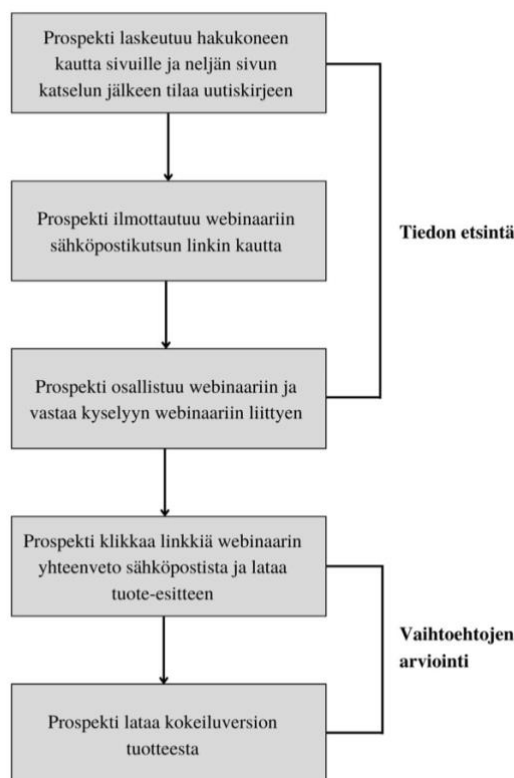 Prospekti laskeutuu hakukoneen
kautta sivuille ja neljän sivun
katselun jälkeen tilaa uutiskirjeen
Prospekti ilmottautuu webinaariin
sähköpostikutsun linkin kautta
Tiedon etsintä
Prospekti osallistuu webinaariin ja
vastaa kyselyyn webinaariin liittyen
Prospekti klikkaa linkkiä webinaarin
yhteenveto sähköpostista ja lataa
tuote-esitteen
Vaihtoehtojen
arviointi
Prospekti lataa kokeiluversion
tuotteesta